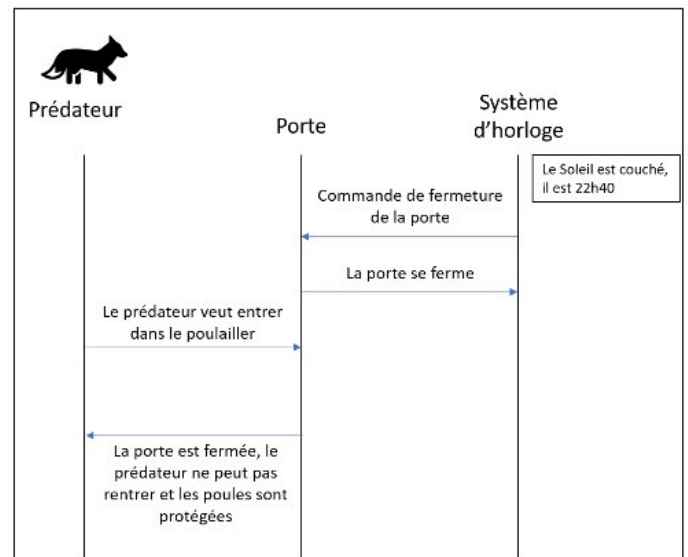 Prédateur
Porte
Système
d'horloge
Le Soleil est couché,
il est 22h40
Commande de fermeture
de la porte
La porte se ferme
Le prédateur veut entrer
dans le poulailler
La porte est fermée, le
prédateur ne peut pas
rentrer et les poules sont
protégées